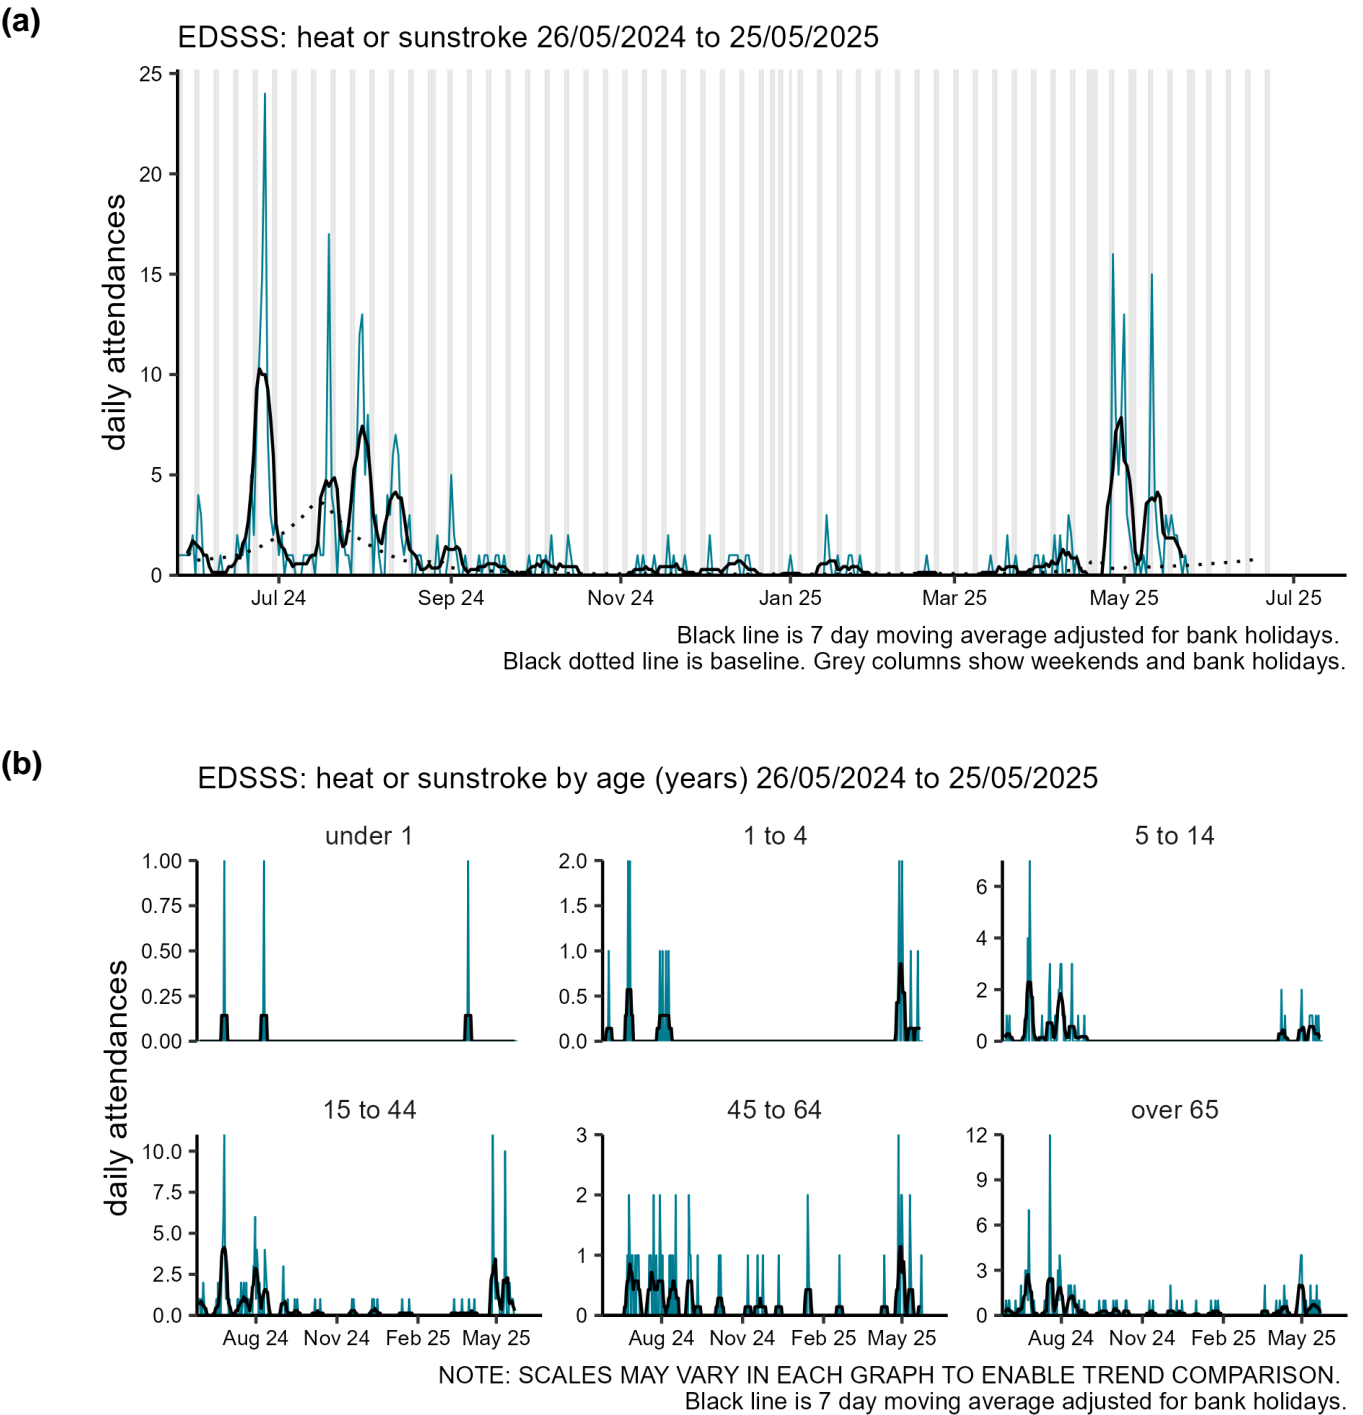 (a)
EDSSS: heat or sunstroke 26/05/2024 to 25/05/2025
daily attendances
25
20
15
10
5
0
Jul 24 Sep 24 Nov 24 Jan 25 Mar 25 May 25 Jul 25
Black line is 7 day moving average adjusted for bank holidays.
Black dotted line is baseline. Grey columns show weekends and bank holidays.
(b)
EDSSS: heat or sunstroke by age (years) 26/05/2024 to 25/05/2025
daily attendances
under 1
1.00
0.75
0.50
0.25
0.00
1 to 4
2.0
1.5
1.0
0.5
0.0
5 to 14
6
4
2
0
15 to 44
10.0
7.5
5.0
2.5
0.0
Aug 24 Nov 24 Feb 25 May 25
45 to 64
3
2
1
0
Aug 24 Nov 24 Feb 25 May 25
over 65
12
9
6
3
0
Aug 24 Nov 24 Feb 25 May 25
NOTE: SCALES MAY VARY IN EACH GRAPH TO ENABLE TREND COMPARISON.
Black line is 7 day moving average adjusted for bank holidays.